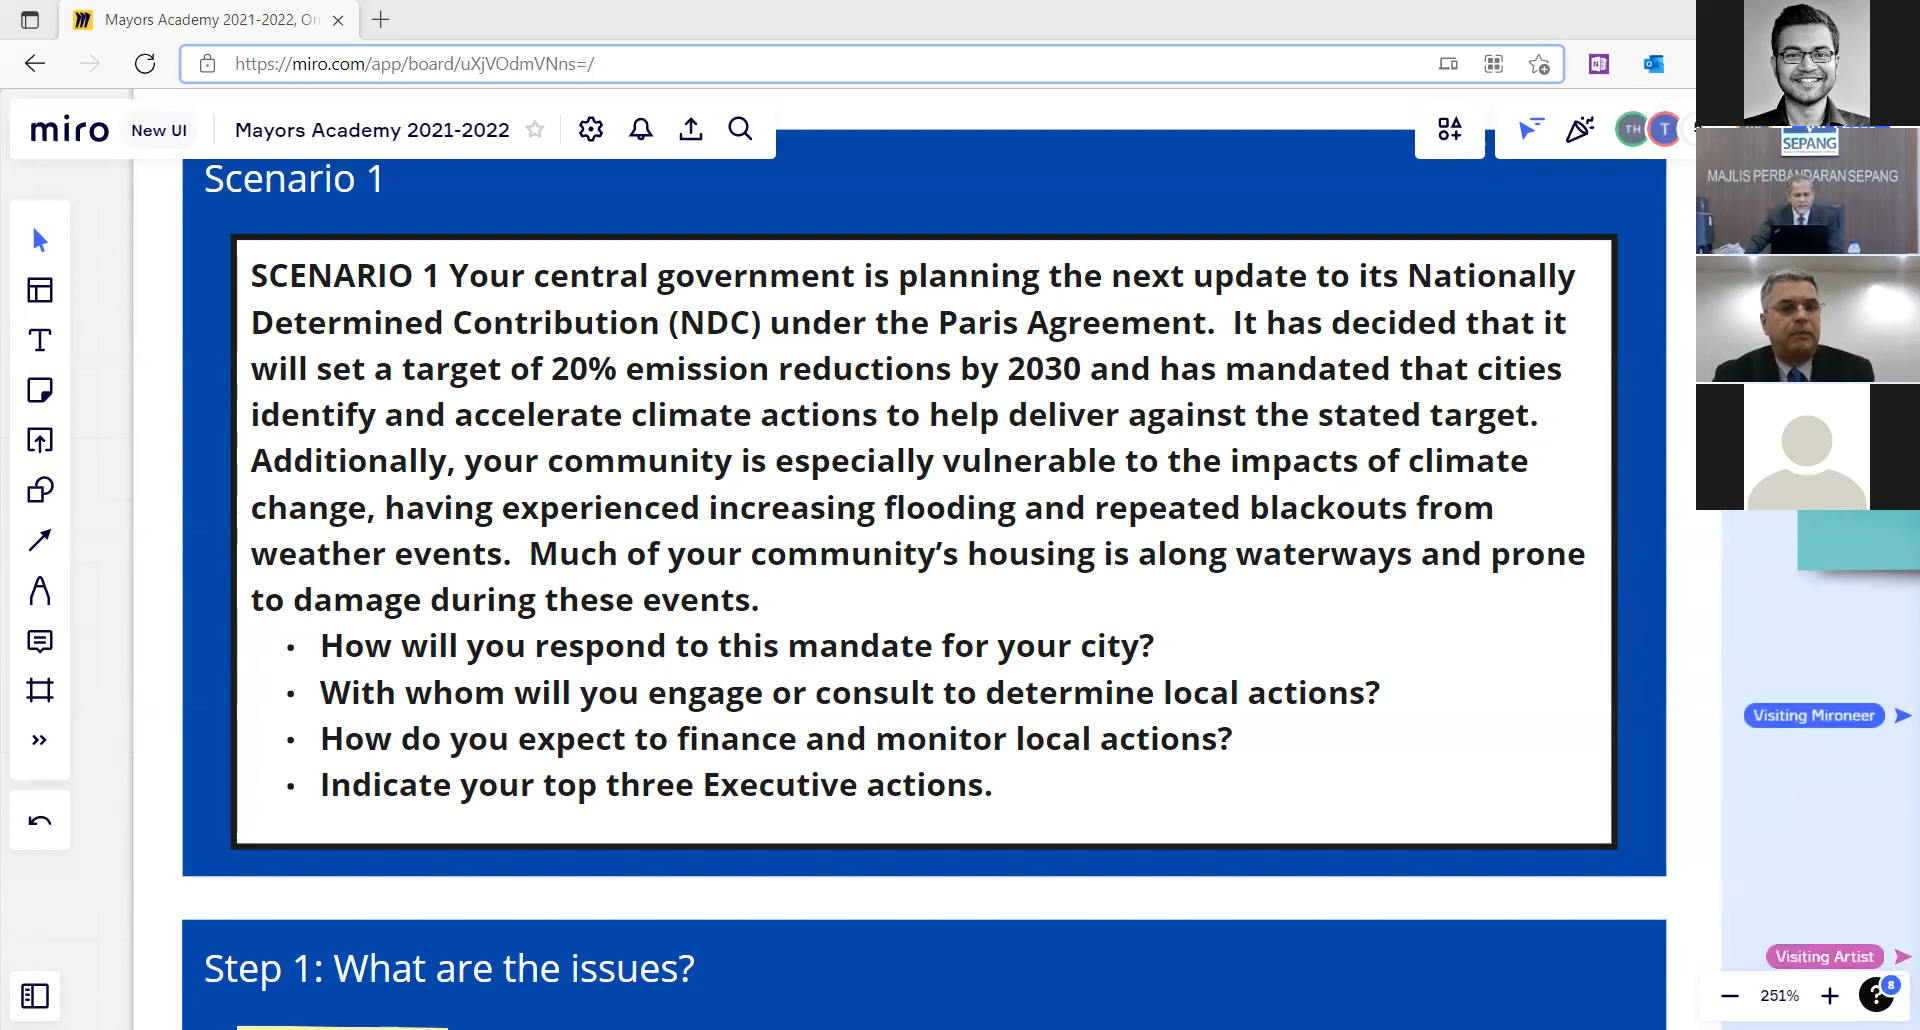 Mayors Academy 2021-2022, On
https://miro.com/app/board/uXjVOdmVNns=/
miro
New UI
Mayors Academy 2021-2022
TH
T
SEPANG
MAJLIS PERBANDARAN SEPANG
Scenario 1
SCENARIO 1 Your central government is planning the next update to its Nationally
Determined Contribution (NDC) under the Paris Agreement. It has decided that it
will set a target of 20% emission reductions by 2030 and has mandated that cities
identify and accelerate climate actions to help deliver against the stated target.
Additionally, your community is especially vulnerable to the impacts of climate
change, having experienced increasing flooding and repeated blackouts from
weather events. Much of your community’s housing is along waterways and prone
to damage during these events.
• How will you respond to this mandate for your city?
• With whom will you engage or consult to determine local actions?
• How do you expect to finance and monitor local actions?
• Indicate your top three Executive actions.
Visiting Mironeer
Step 1: What are the issues?
Visiting Artist
251%
?
8